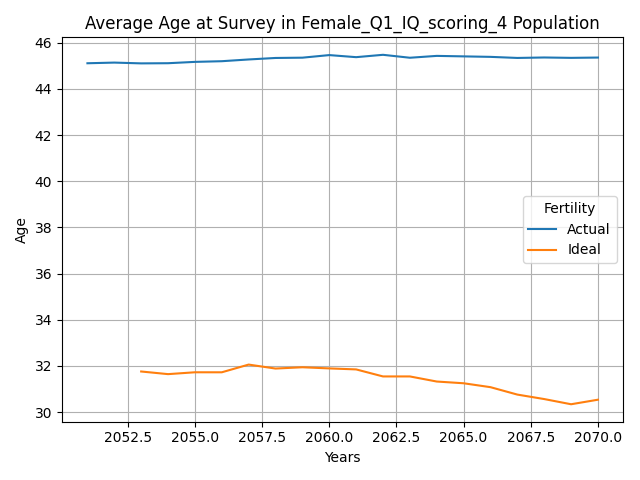 Average Age at Survey in Female_Q1_IQ_scoring_4 Population
46
44
42
40
38
36
34
32
30
Age
Fertility
Actual
Ideal
2052.5 2055.0 2057.5 2060.0 2062.5 2065.0 2067.5 2070.0
Years